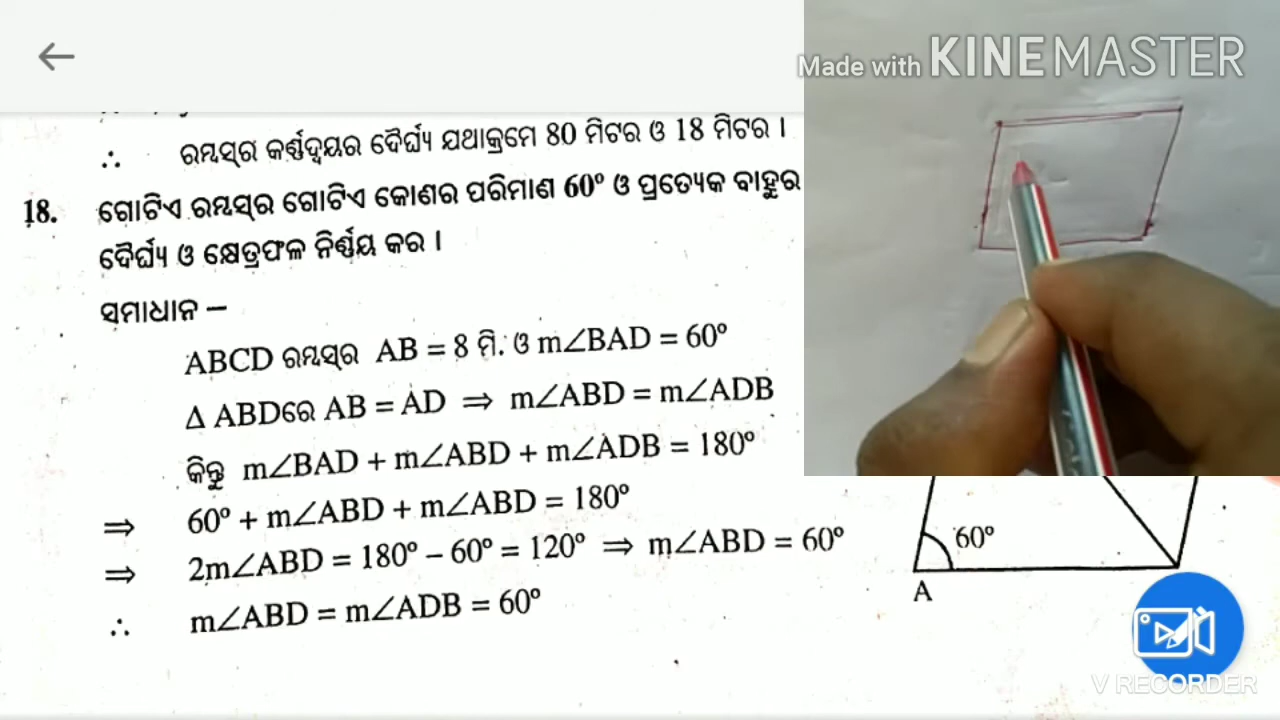 Made with KINEMASTER
∴ ରମ୍ବସ୍‌ର କର୍ଣ୍ଣଦ୍ୱୟର ଦୈର୍ଘ୍ୟ ଯଥାକ୍ରମେ 80 ମିଟର ଓ 18 ମିଟର ।
18. ଗୋଟିଏ ରମ୍ବସ୍‌ର ଗୋଟିଏ କୋଣର ପରିମାଣ 60° ଓ ପ୍ରତ୍ୟେକ ବାହୁର
ଦୈର୍ଘ୍ୟ ଓ କ୍ଷେତ୍ରଫଳ ନିର୍ଣ୍ଣୟ କର ।
ସମାଧାନ –
ABCD ରମ୍ବସ୍‌ର AB = 8 ମି. ଓ m∠BAD = 60°
Δ ABDରେ AB = AD ⇒ m∠ABD = m∠ADB
କିନ୍ତୁ m∠BAD + m∠ABD + m∠ADB = 180°
⇒ 60° + m∠ABD + m∠ABD = 180°
⇒ 2m∠ABD = 180° – 60° = 120° ⇒ m∠ABD = 60°
∴ m∠ABD = m∠ADB = 60°
60°
A
V RECORDER